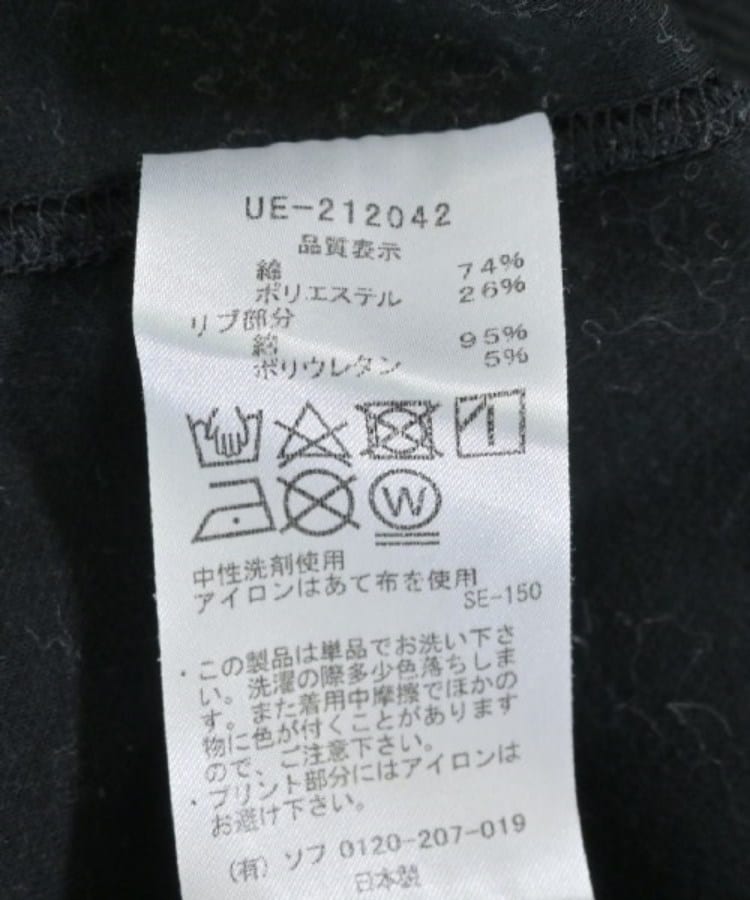 UE-212042
品質表示
綿 74%
ポリエステル 26%
リブ部分
綿 95%
ポリウレタン 5%
W
中性洗剤使用
アイロンはあて布を使用
SE-150
・この製品は単品でお洗い下さ
い。洗濯の際多少色落ちしま
す。また着用中摩擦でほかの
物に色が付くことがあります
ので、ご注意下さい。
・プリント部分にはアイロンは
お避け下さい。
(有)ソフ 0120-207-019
日本製